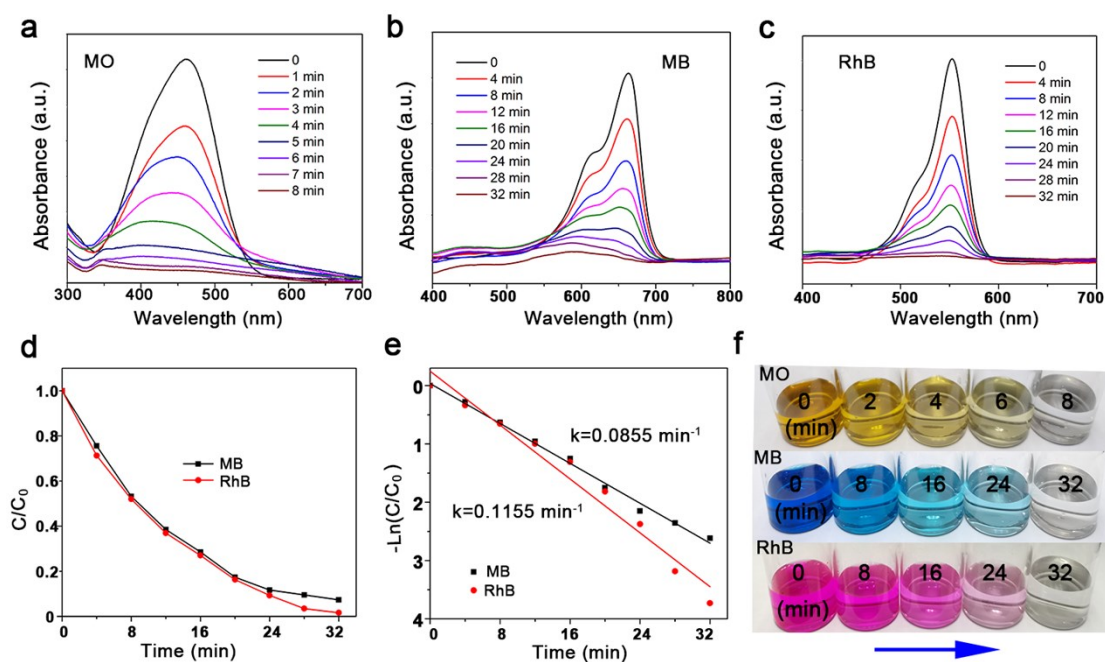 a
MO
0
1 min
2 min
3 min
4 min
5 min
6 min
7 min
8 min
Absorbance (a.u.)
300 400 500 600 700
Wavelength (nm)
b
MB
0
4 min
8 min
12 min
16 min
20 min
24 min
28 min
32 min
Absorbance (a.u.)
400 500 600 700 800
Wavelength (nm)
c
RhB
0
4 min
8 min
12 min
16 min
20 min
24 min
28 min
32 min
Absorbance (a.u.)
400 500 600 700
Wavelength (nm)
d
1.0
0.8
0.6
0.4
0.2
0
C/C₀
MB
RhB
0 8 16 24 32
Time (min)
e
0
1
2
3
4
-Ln(C/C₀)
k=0.0855 min⁻¹
k=0.1155 min⁻¹
MB
RhB
0 8 16 24 32
Time (min)
f
MO
0 2 4 6 8
(min)
MB
0 8 16 24 32
(min)
RhB
0 8 16 24 32
(min)